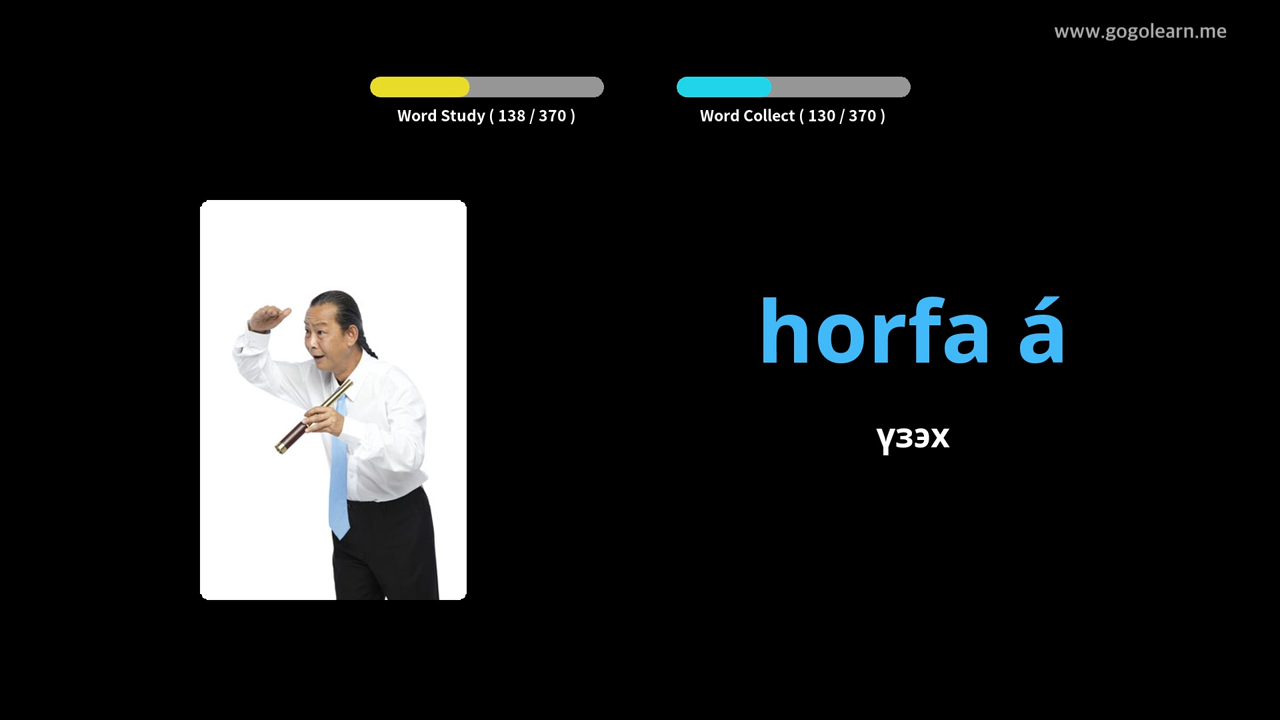 www.gogolearn.me
Word Study ( 138 / 370 )
Word Collect ( 130 / 370 )
horfa á
үзэх